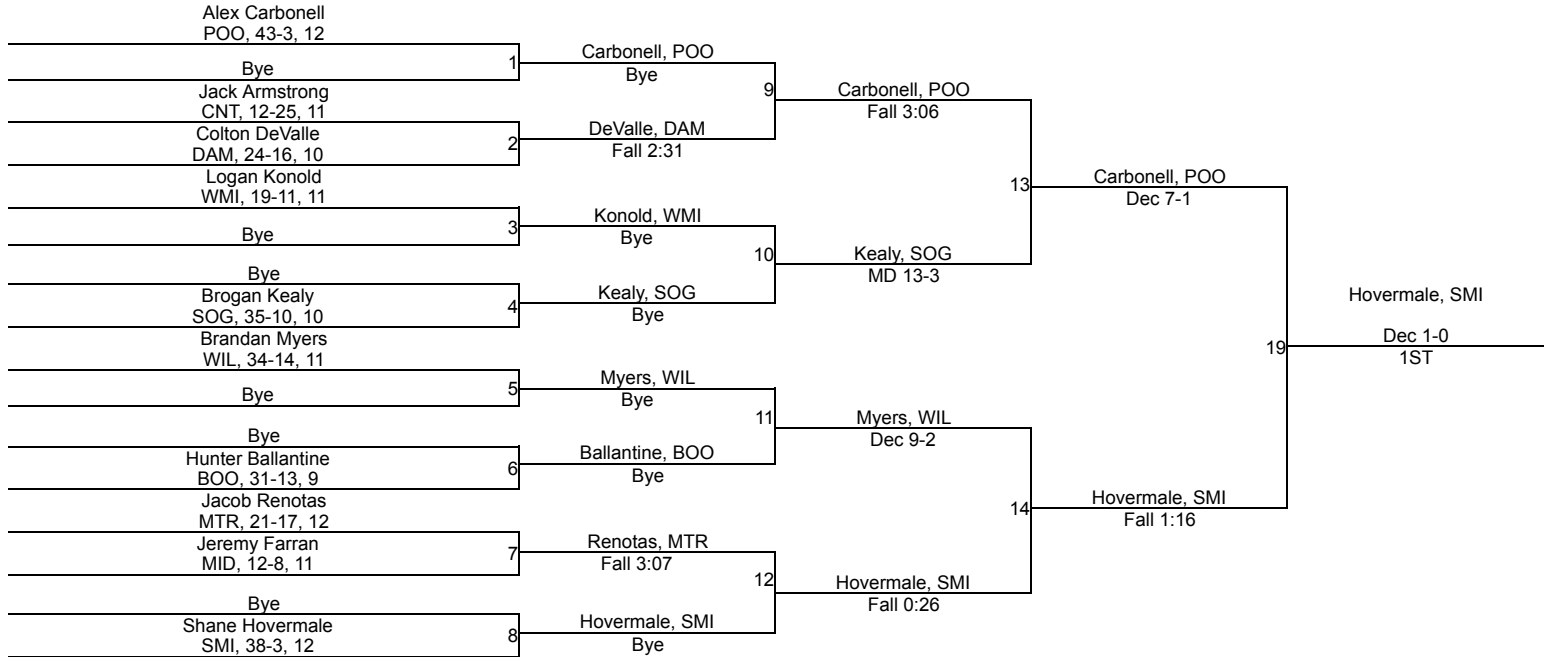 Alex Carbonell
POO, 43-3, 12
Bye
1
Jack Armstrong
CNT, 12-25, 11
Colton DeValle
DAM, 24-16, 10
2
Logan Konold
WMI, 19-11, 11
Bye
3
Bye
Brogan Kealy
SOG, 35-10, 10
4
Brandan Myers
WIL, 34-14, 11
Bye
5
Bye
Hunter Ballantine
BOO, 31-13, 9
6
Jacob Renotas
MTR, 21-17, 12
Jeremy Farran
MID, 12-8, 11
7
Bye
Shane Hovermale
SMI, 38-3, 12
8
Carbonell, POO
Bye
9
DeValle, DAM
Fall 2:31
Konold, WMI
Bye
10
Kealy, SOG
Bye
Myers, WIL
Bye
11
Ballantine, BOO
Bye
Renotas, MTR
Fall 3:07
12
Hovermale, SMI
Bye
Carbonell, POO
Fall 3:06
13
Kealy, SOG
MD 13-3
Myers, WIL
Dec 9-2
14
Hovermale, SMI
Fall 0:26
Carbonell, POO
Dec 7-1
19
Hovermale, SMI
Fall 1:16
Hovermale, SMI
Dec 1-0
1ST